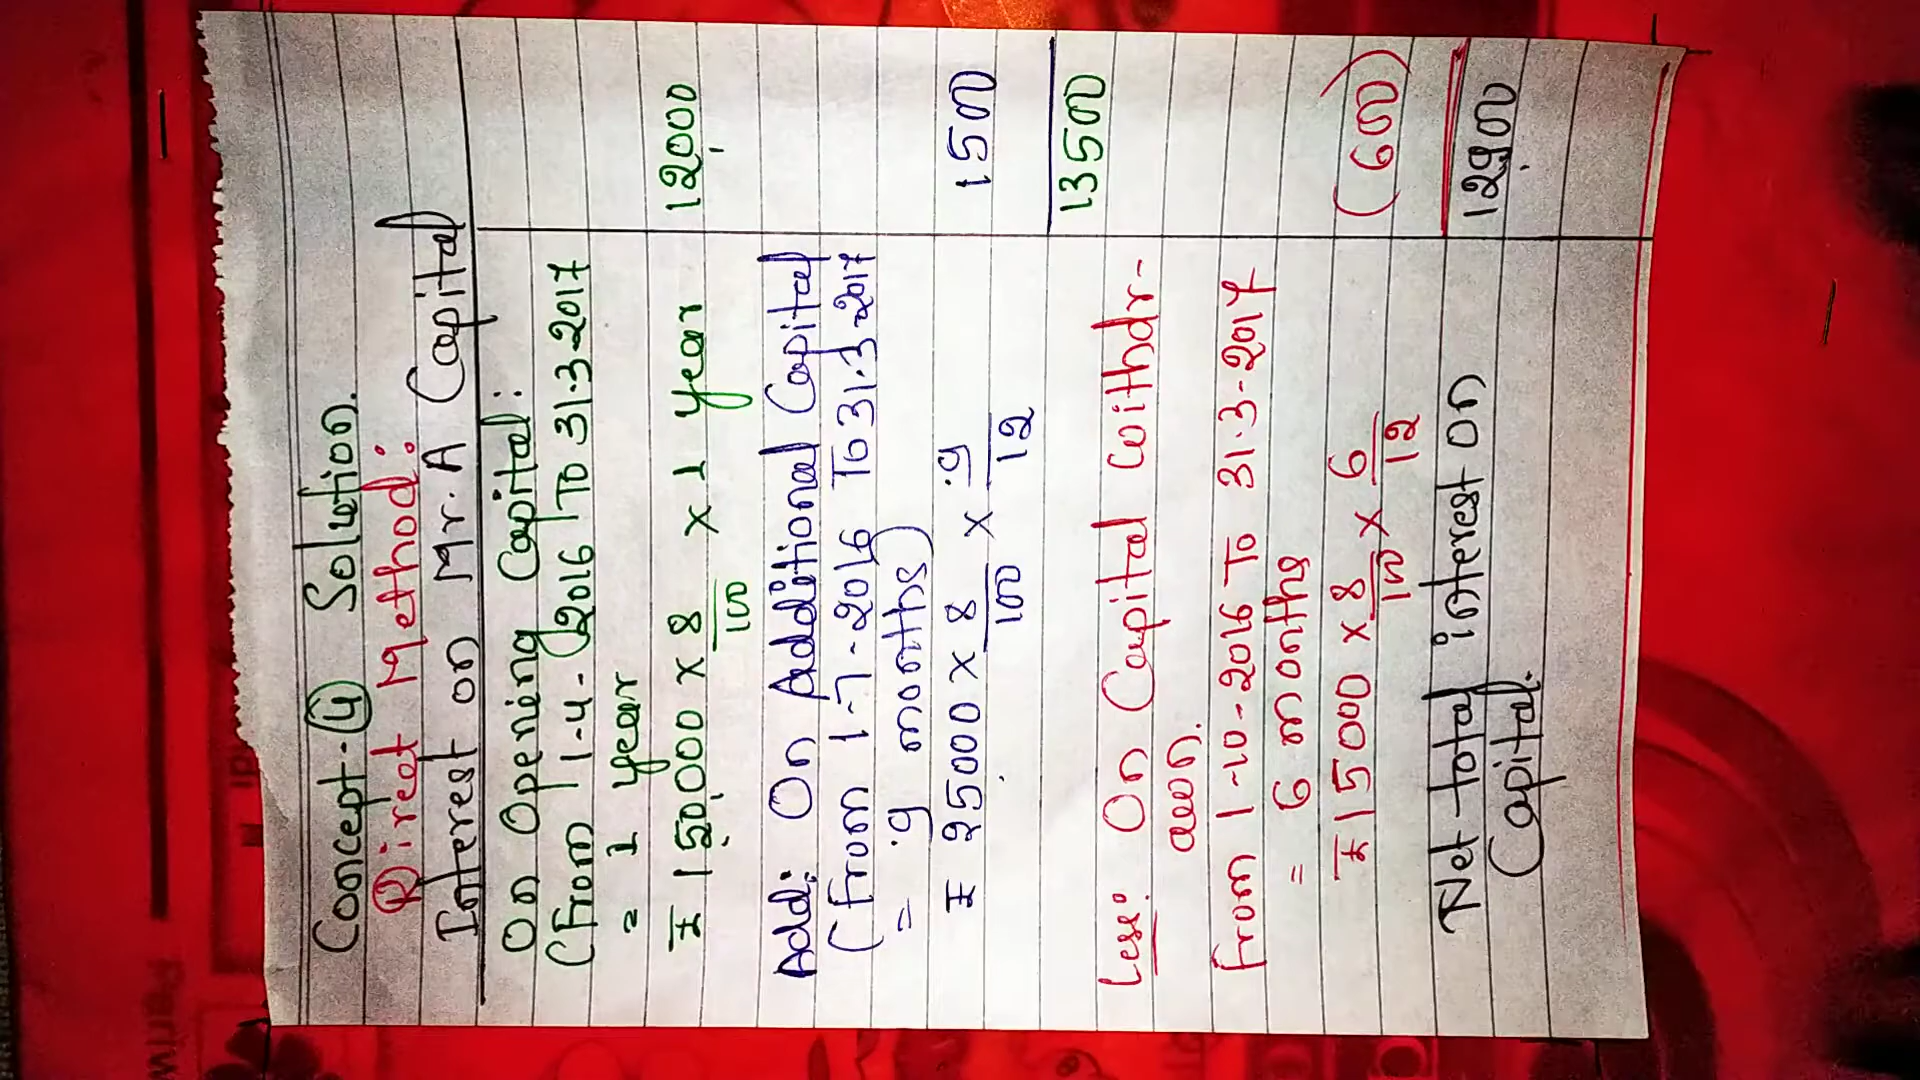 Concept-4 Solution.
Direct Method:
Interest on Mr. A Capital
On Opening Capital:
(From 1-4-2016 To 31.3.2017
= 1 year
₹ 150,000 x 8/100 x 1 year 12000
Add: On Additional Capital
(From 1-7-2016 To 31.3-2017
= 9 months)
₹ 25000 x 8/100 x 9/12 1500
13500
Less: On Capital withdr-
awn.
From 1-10-2016 To 31.3-2017
= 6 months
₹ 15000 x 8/100 x 6/12 (600)
Net total interest on 12900
Capital.